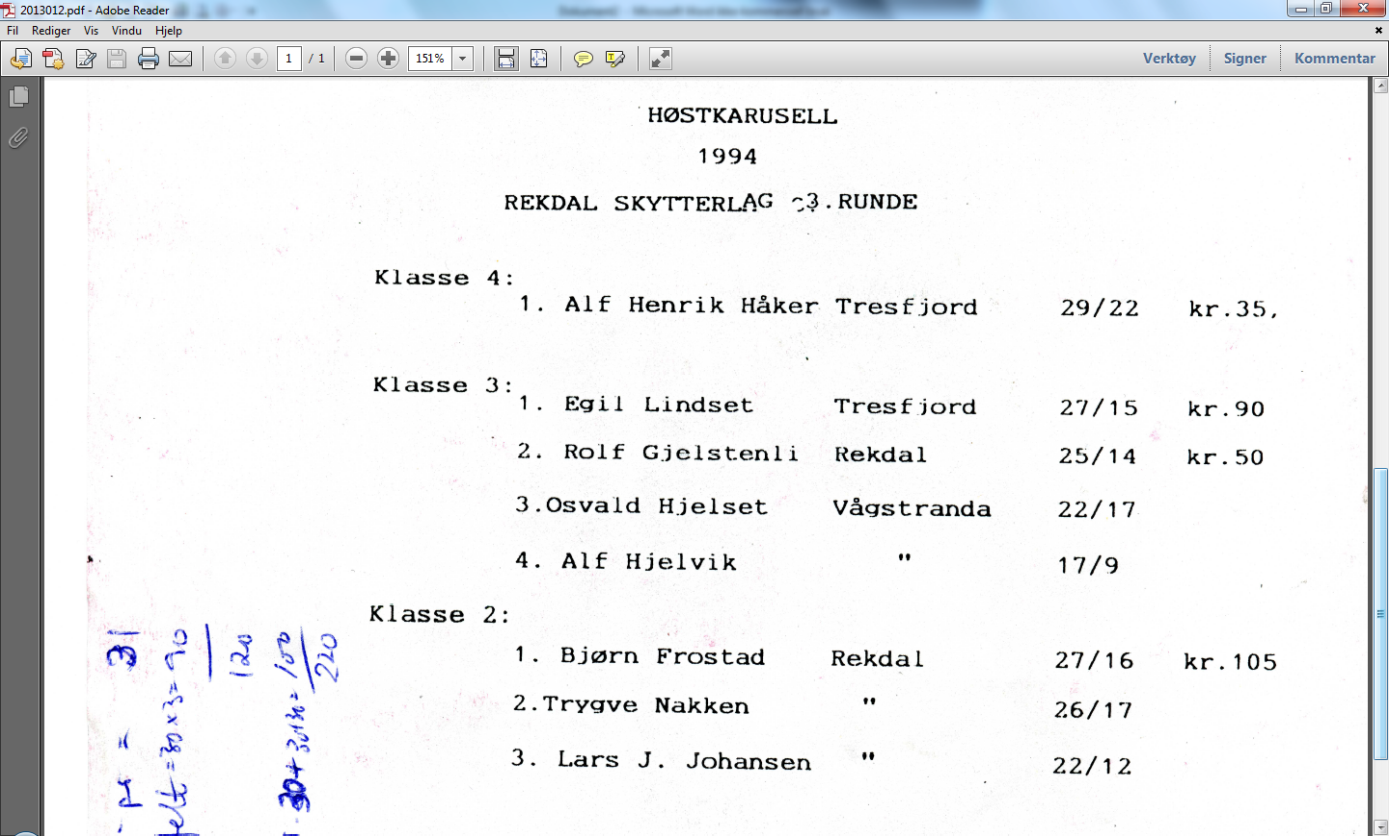 2013012.pdf - Adobe Reader
Fil Rediger Vis Vindu Hjelp
1 / 1 151% Verktøy Signer Kommentar
HØSTKARUSELL
1994
REKDAL SKYTTERLAG 3.RUNDE
Klasse 4:
1. Alf Henrik Håker Tresfjord 29/22 kr.35,
Klasse 3:
1. Egil Lindset Tresfjord 27/15 kr.90
2. Rolf Gjelstenli Rekdal 25/14 kr.50
3.Osvald Hjelset Vågstranda 22/17
4. Alf Hjelvik " 17/9
Klasse 2:
1. Bjørn Frostad Rekdal 27/16 kr.105
2.Trygve Nakken " 26/17
3. Lars J. Johansen " 22/12
felt = 30x3= 90
120
= 100
220